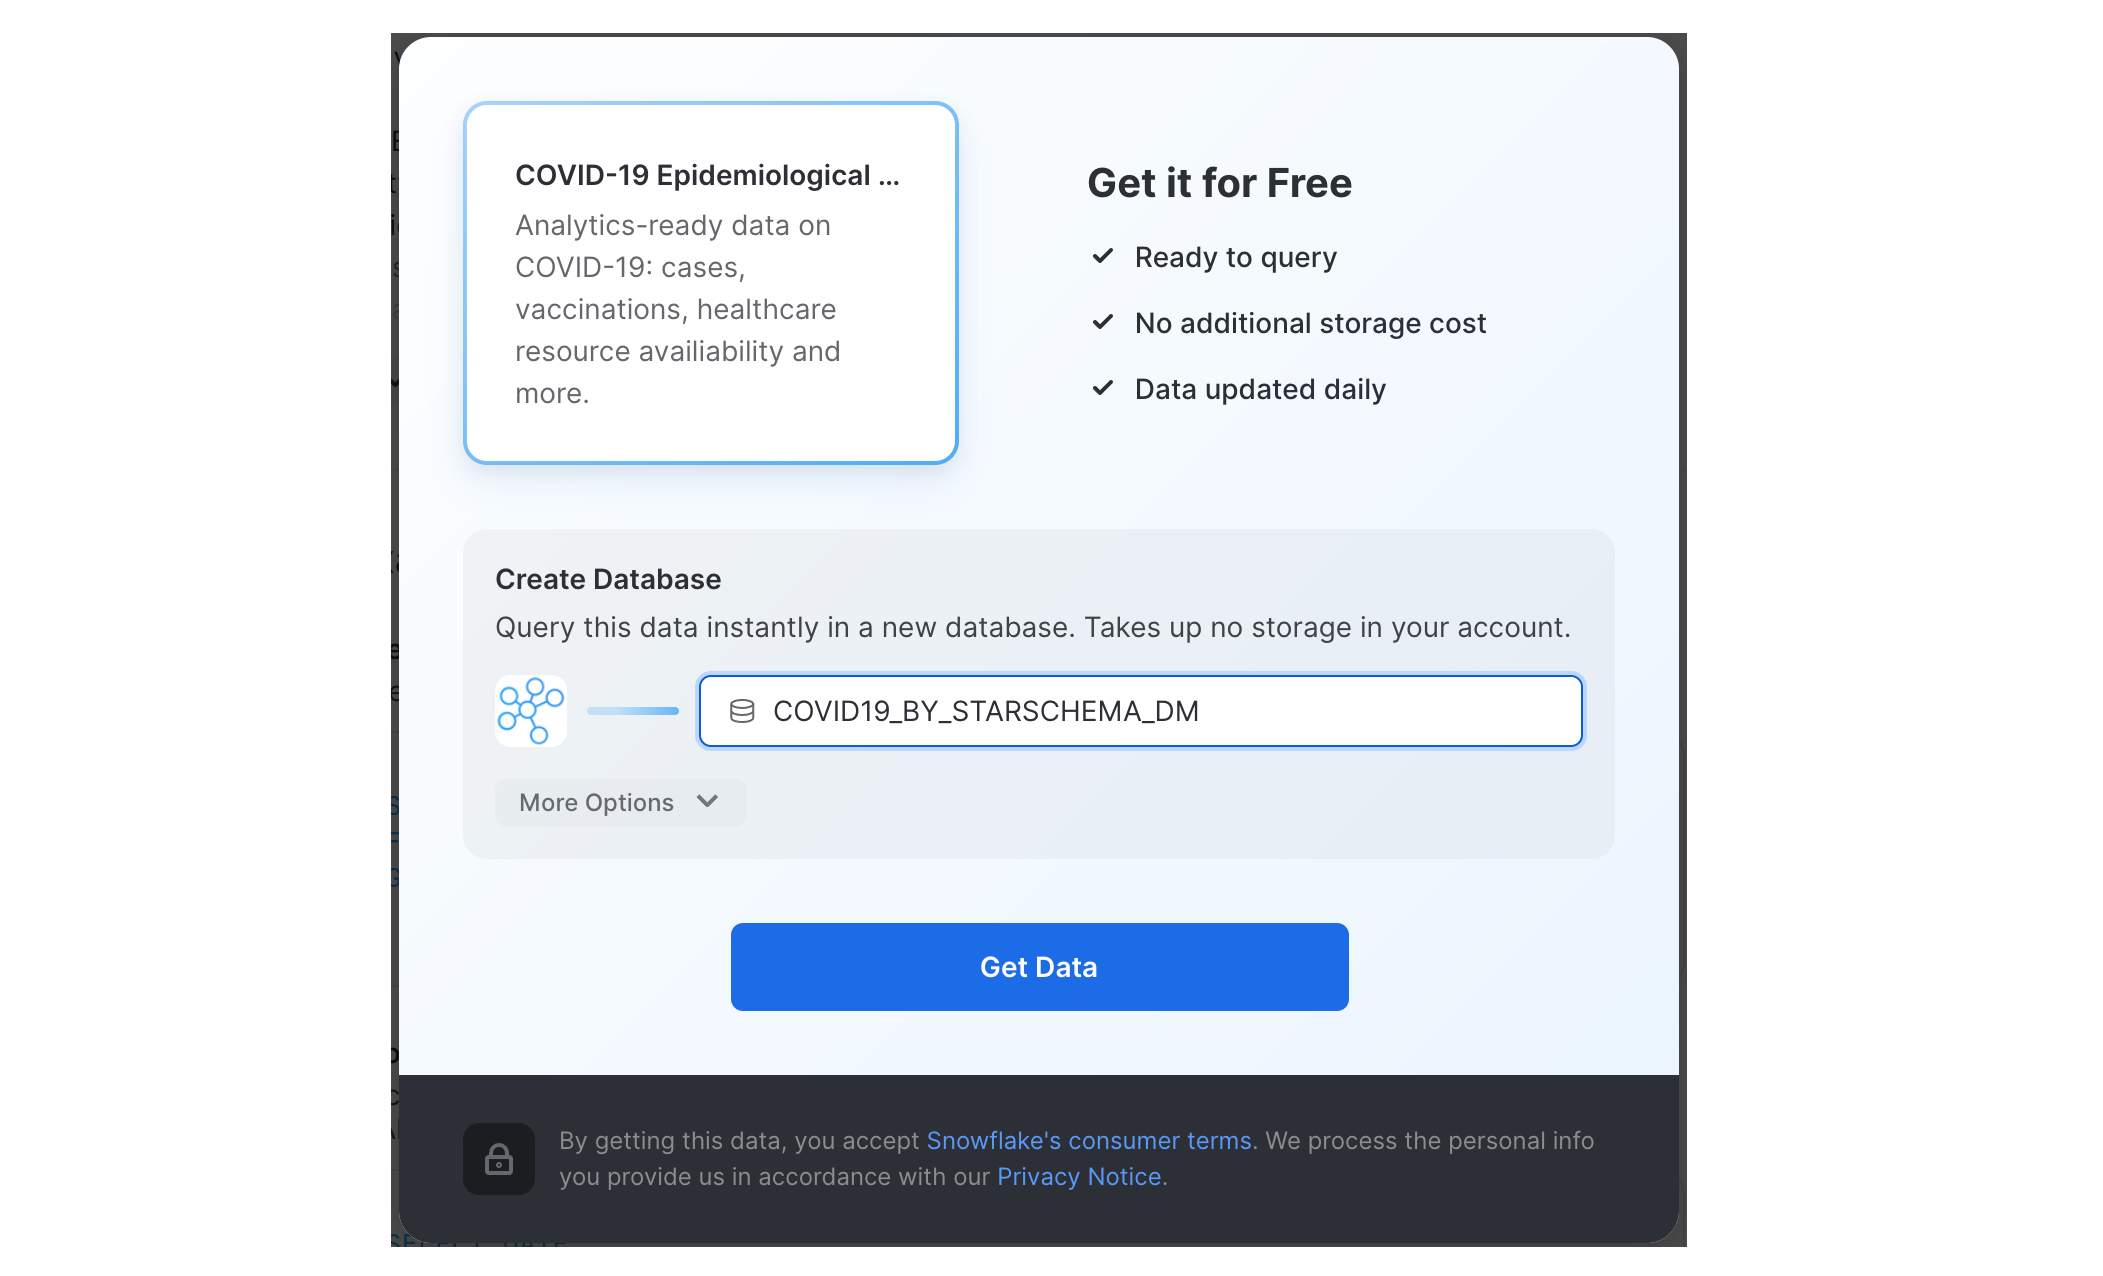 COVID-19 Epidemiological ...
Analytics-ready data on
COVID-19: cases,
vaccinations, healthcare
resource availiability and
more.
Get it for Free
Ready to query
No additional storage cost
Data updated daily
Create Database
Query this data instantly in a new database. Takes up no storage in your account.
COVID19_BY_STARSCHEMA_DM
More Options
Get Data
By getting this data, you accept Snowflake's consumer terms. We process the personal info
you provide us in accordance with our Privacy Notice.